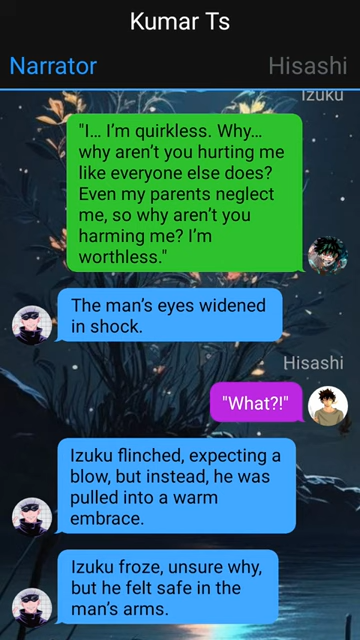 Kumar Ts
Narrator
Hisashi
Izuku
"I... I'm quirkless. Why...
why aren't you hurting me
like everyone else does?
Even my parents neglect
me, so why aren't you
harming me? I'm
worthless."
The man's eyes widened
in shock.
Hisashi
"What?!"
Izuku flinched, expecting a
blow, but instead, he was
pulled into a warm
embrace.
Izuku froze, unsure why,
but he felt safe in the
man's arms.